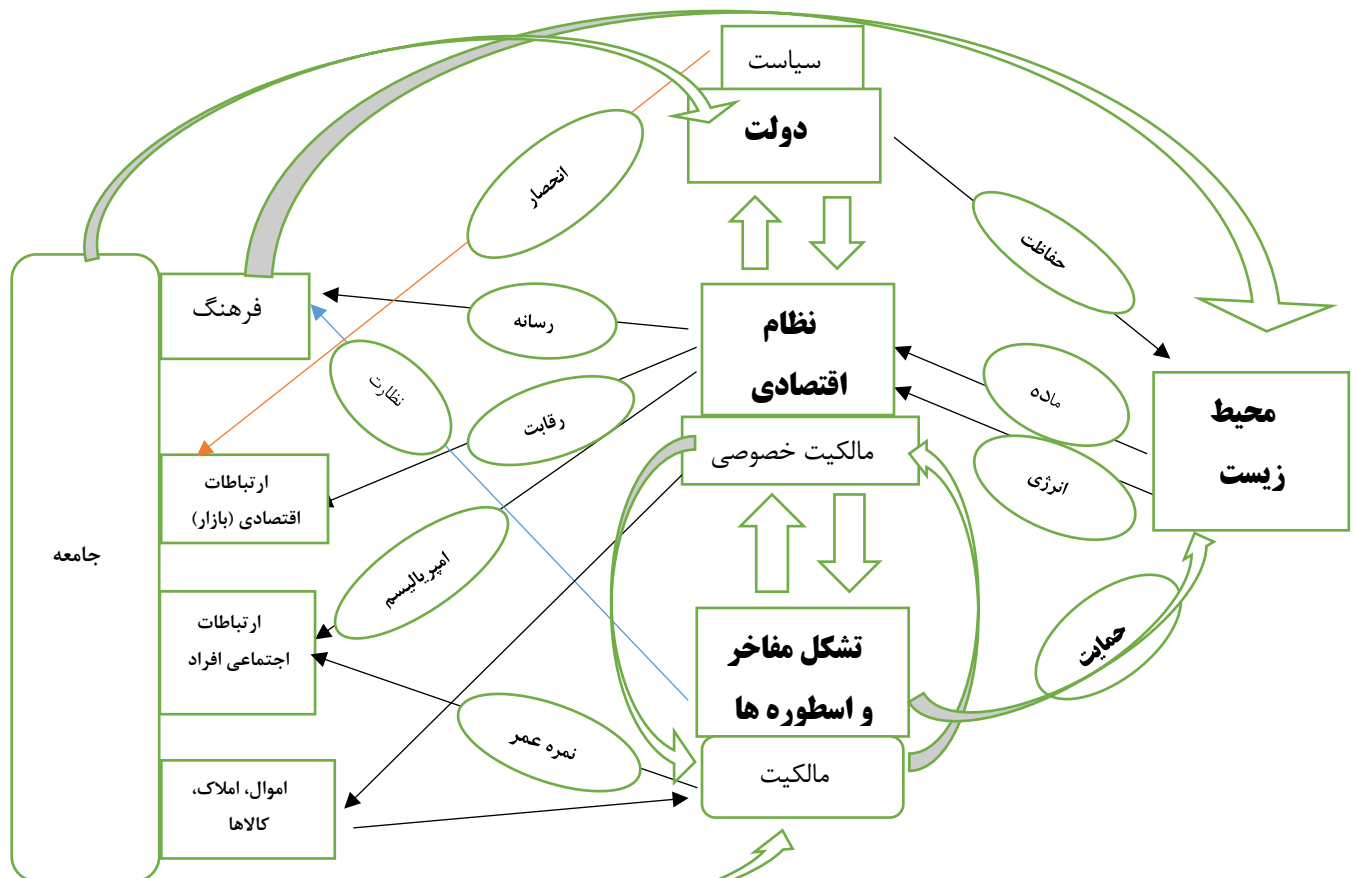 سیاست
دولت
انحصار
حفاظت
فرهنگ
رسانه
نظام
اقتصادی
نظارت
رقابت
ماده
انرژی
محیط
زیست
مالکیت خصوصی
ارتباطات
اقتصادی (بازار)
جامعه
امپریالیسم
ارتباطات
اجتماعی افراد
تشکل مفاخر
و اسطوره ها
حمایت
نمره عمر
مالکیت
اموال، املاک،
کالاها